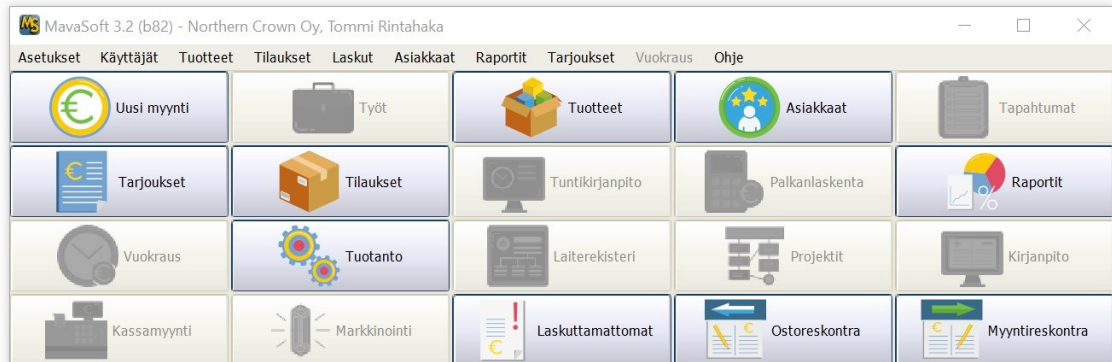 MavaSoft 3.2 (b82) - Northern Crown Oy, Tommi Rintahaka
Asetukset Käyttäjät Tuotteet Tilaukset Laskut Asiakkaat Raportit Tarjoukset Vuokraus Ohje
Uusi myynti Työt Tuotteet Asiakkaat Tapahtumat
Tarjoukset Tilaukset Tuntikirjanpito Palkanlaskenta Raportit
Vuokraus Tuotanto Laiterekisteri Projektit Kirjanpito
Kassamyynti Markkinointi Laskuttamattomat Ostoreskontra Myyntireskontra